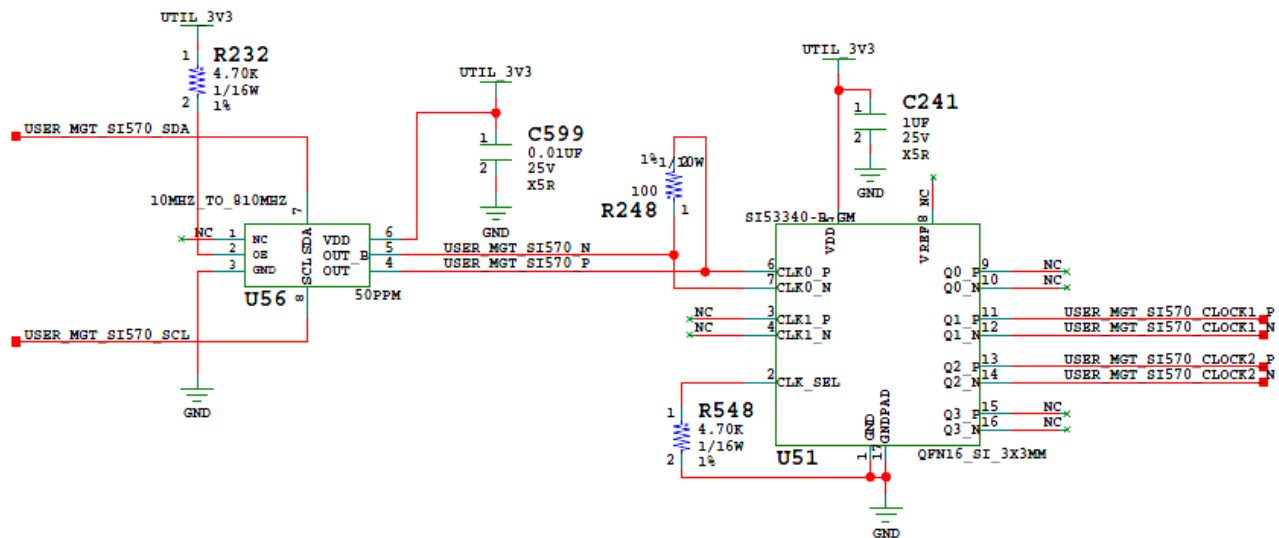 UTIL_3V3
1
R232
4.70K
1/16W
1%
2
USER_MGT_SI570_SDA
10MHZ_TO_810MHZ
7
NC
1
NC
2
OE
3
GND
SDA
SCL
VDD
6
OUT_B
5
OUT
4
U56
8
50PPM
USER_MGT_SI570_SCL
GND
UTIL_3V3
1
C599
0.01UF
25V
X5R
2
GND
USER_MGT_SI570_N
USER_MGT_SI570_P
1%
1/10W
2
100
R248
1
UTIL_3V3
1
C241
1UF
25V
X5R
2
GND
NC
8
SI53340-B-GM
VDD
VREF
6
CLK0_P
7
CLK0_N
NC
3
CLK1_P
NC
4
CLK1_N
2
CLK_SEL
Q0_P
9
NC
Q0_N
10
NC
Q1_P
11
USER_MGT_SI570_CLOCK1_P
Q1_N
12
USER_MGT_SI570_CLOCK1_N
Q2_P
13
USER_MGT_SI570_CLOCK2_P
Q2_N
14
USER_MGT_SI570_CLOCK2_N
Q3_P
15
NC
Q3_N
16
NC
1
R548
4.70K
1/16W
1%
2
GND
GNDPAD
1
17
U51
QFN16_SI_3X3MM
GND